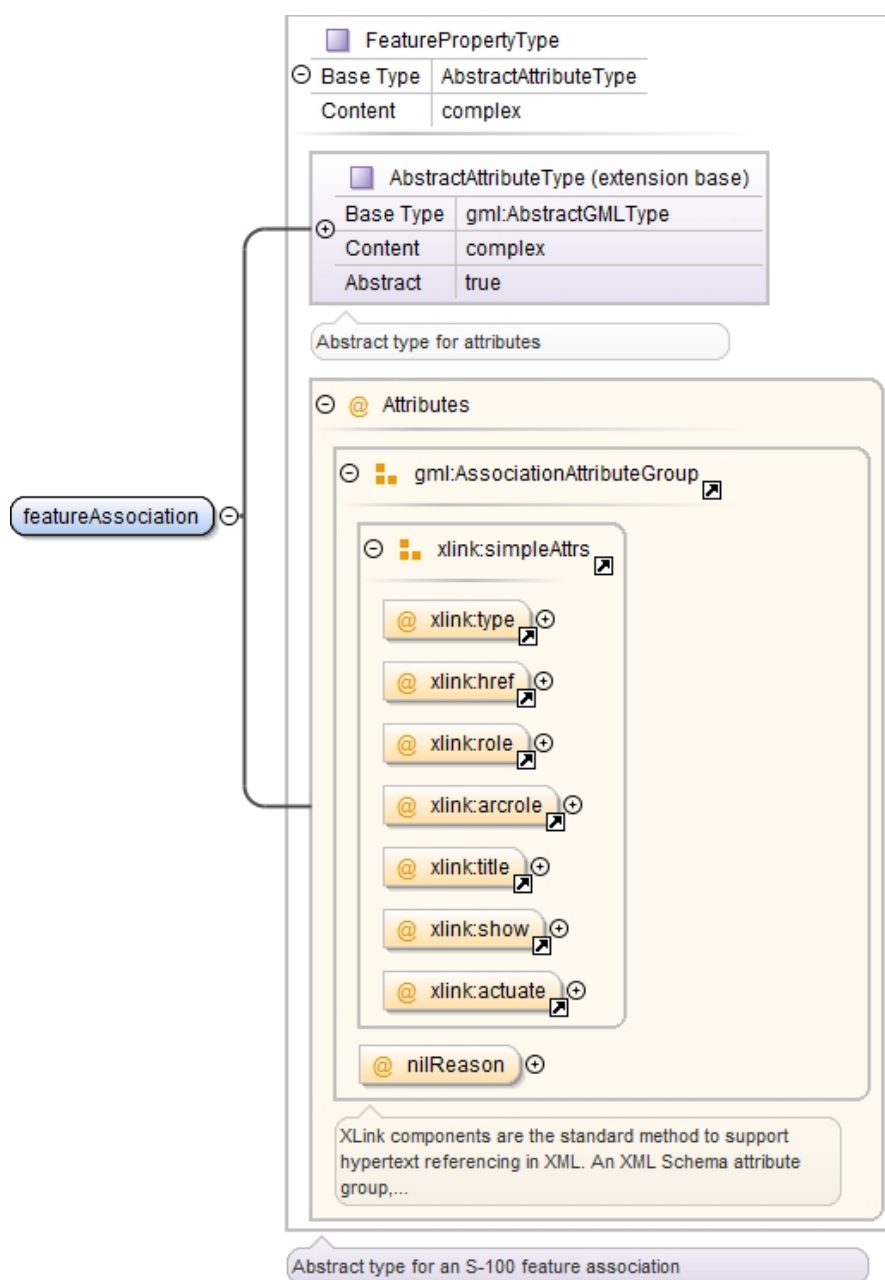 FeaturePropertyType
Base Type AbstractAttributeType
Content complex
AbstractAttributeType (extension base)
Base Type gml:AbstractGMLType
Content complex
Abstract true
Abstract type for attributes
@ Attributes
gml:AssociationAttributeGroup
featureAssociation
xlink:simpleAttrs
@ xlink:type
@ xlink:href
@ xlink:role
@ xlink:arcrole
@ xlink:title
@ xlink:show
@ xlink:actuate
@ nilReason
XLink components are the standard method to support
hypertext referencing in XML. An XML Schema attribute
group,...
Abstract type for an S-100 feature association